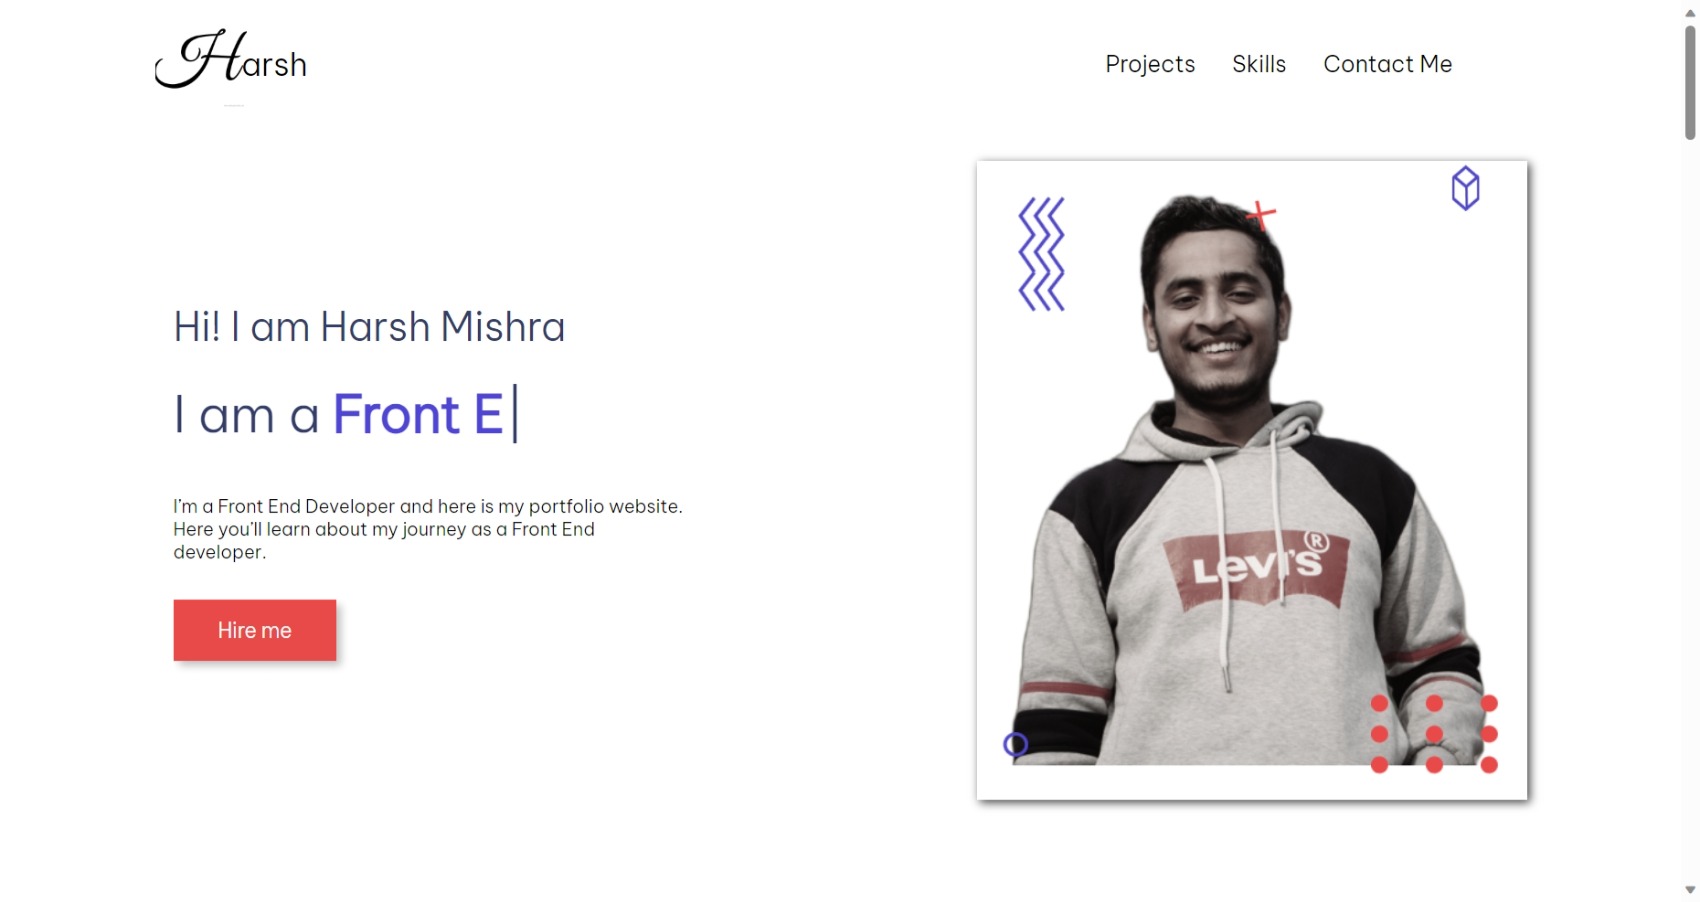 Harsh
Projects Skills Contact Me
Hi! I am Harsh Mishra
I am a Front E
I'm a Front End Developer and here is my portfolio website.
Here you'll learn about my journey as a Front End
developer.
Hire me
Levi's ®